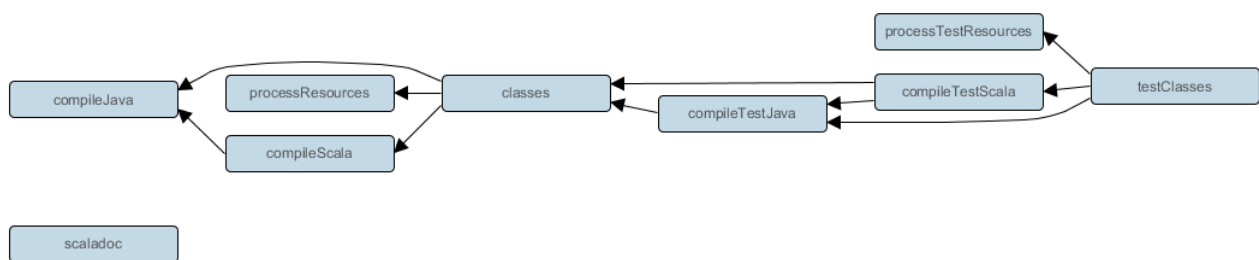 processTestResources
compileJava
processResources
classes
compileTestScala
testClasses
compileTestJava
compileScala
scaladoc